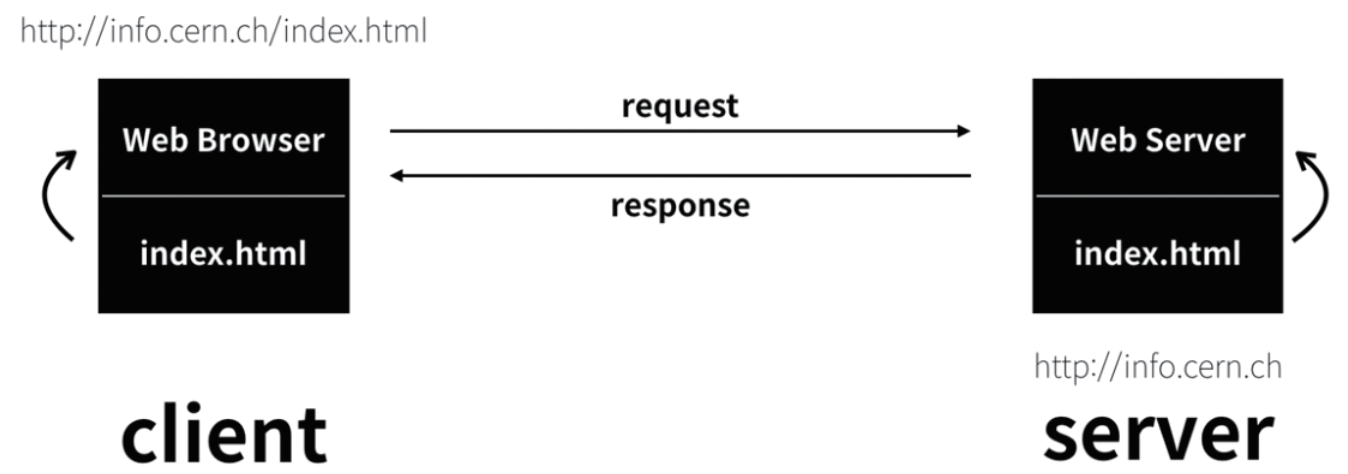 http://info.cern.ch/index.html
request
Web Browser
Web Server
response
index.html
index.html
http://info.cern.ch
client
server